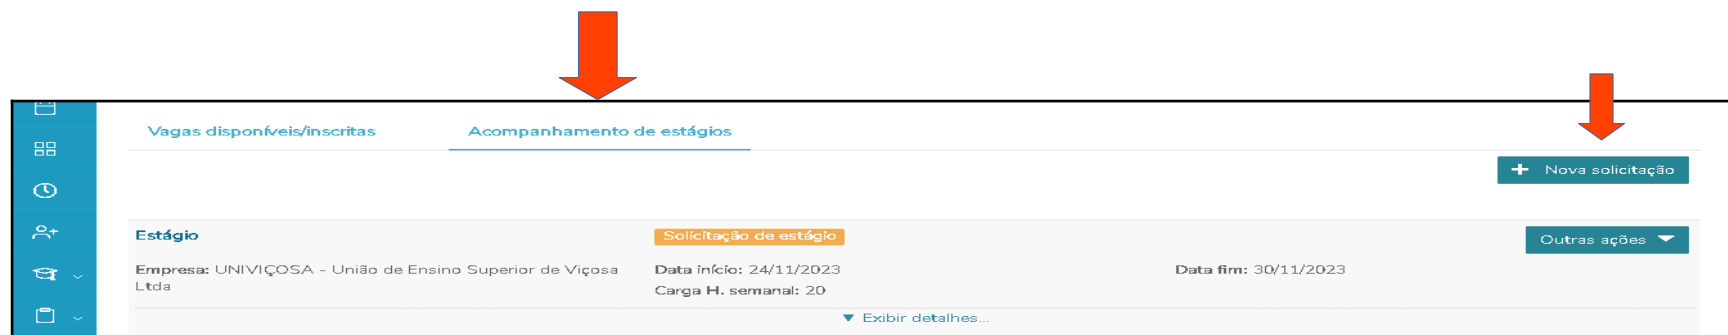 Vagas disponíveis/inscritas Acompanhamento de estágios
+ Nova solicitação
Estágio Solicitação de estágio Outras ações
Empresa: UNIVIÇOSA - União de Ensino Superior de Viçosa Data início: 24/11/2023 Data fim: 30/11/2023
Ltda
Carga H. semanal: 20
Exibir detalhes...